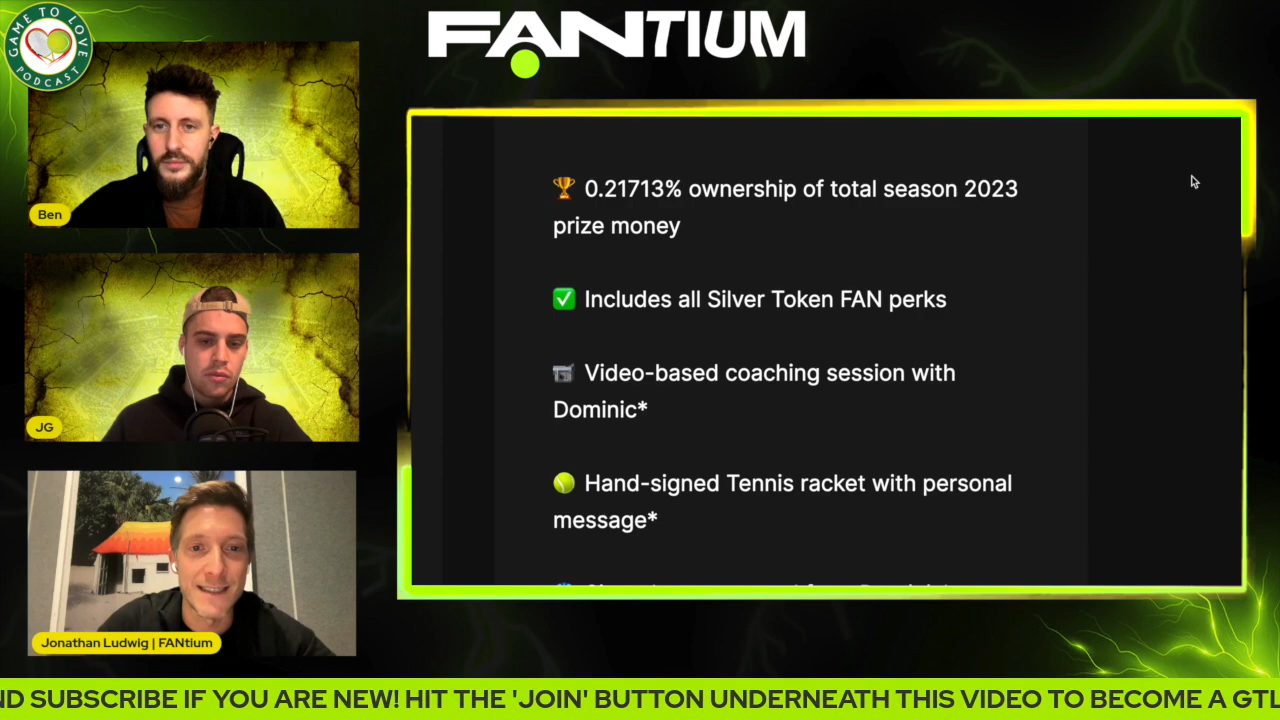 GAME TO LOVE
PODCAST
FANTIUM
Ben
JG
Jonathan Ludwig | FANtium
🏆 0.21713% ownership of total season 2023
prize money
✅ Includes all Silver Token FAN perks
📹 Video-based coaching session with
Dominic*
🎾 Hand-signed Tennis racket with personal
message*
ND SUBSCRIBE IF YOU ARE NEW! HIT THE 'JOIN' BUTTON UNDERNEATH THIS VIDEO TO BECOME A GTL